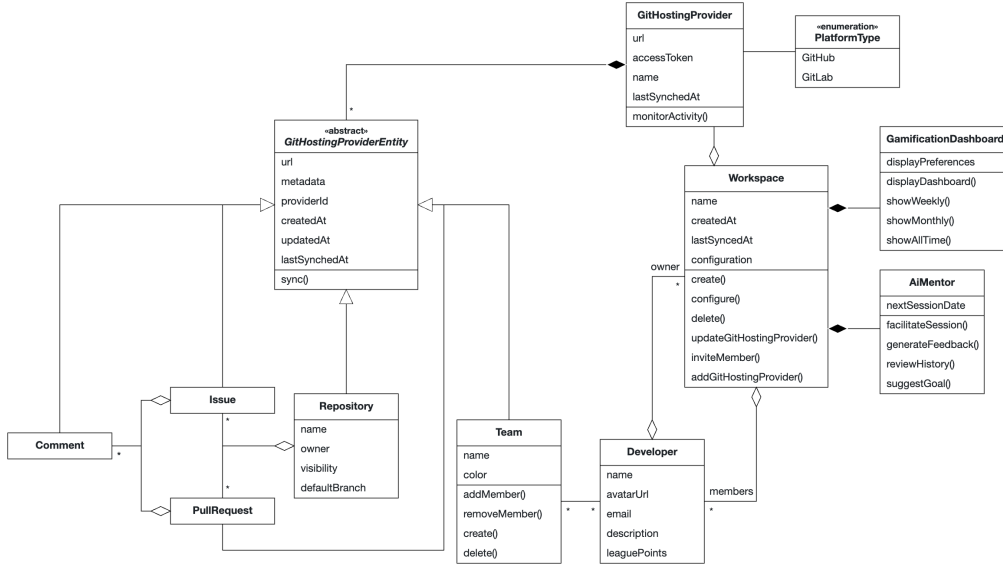 GitHostingProvider
url
accessToken
name
lastSynchedAt
monitorActivity()
«enumeration»
PlatformType
GitHub
GitLab
*
«abstract»
GitHostingProviderEntity
url
metadata
providerId
createdAt
updatedAt
lastSynchedAt
sync()
Workspace
name
createdAt
lastSyncedAt
configuration
create()
configure()
delete()
updateGitHostingProvider()
inviteMember()
addGitHostingProvider()
GamificationDashboard
displayPreferences
displayDashboard()
showWeekly()
showMonthly()
showAllTime()
AiMentor
nextSessionDate
facilitateSession()
generateFeedback()
reviewHistory()
suggestGoal()
owner
*
Issue
*
Comment
*
*
PullRequest
Repository
name
owner
visibility
defaultBranch
Team
name
color
addMember()
removeMember()
create()
delete()
*
*
Developer
name
avatarUrl
email
description
leaguePoints
members
*